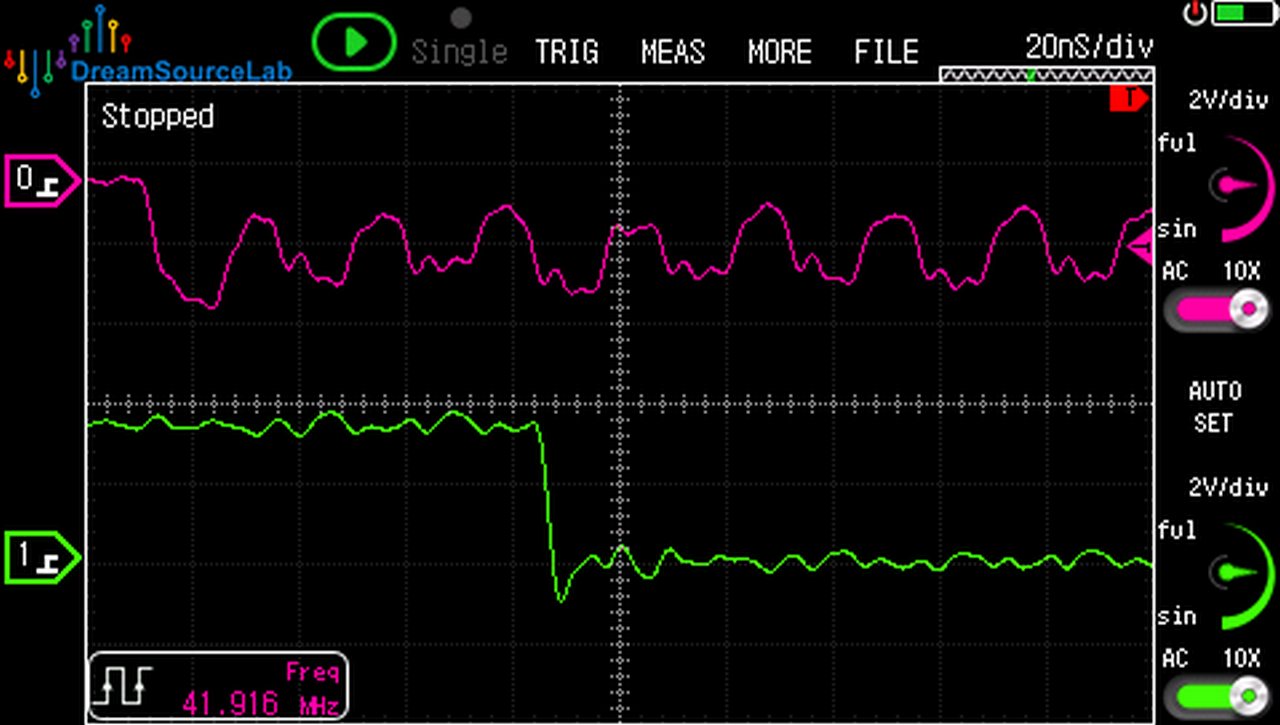 DreamSourceLab
Single
TRIG
MEAS
MORE
FILE
20nS/div
T
Stopped
0
2V/div
ful
sin
AC 10X
AUTO
SET
1
2V/div
ful
sin
AC 10X
Freq
41.916 MHz